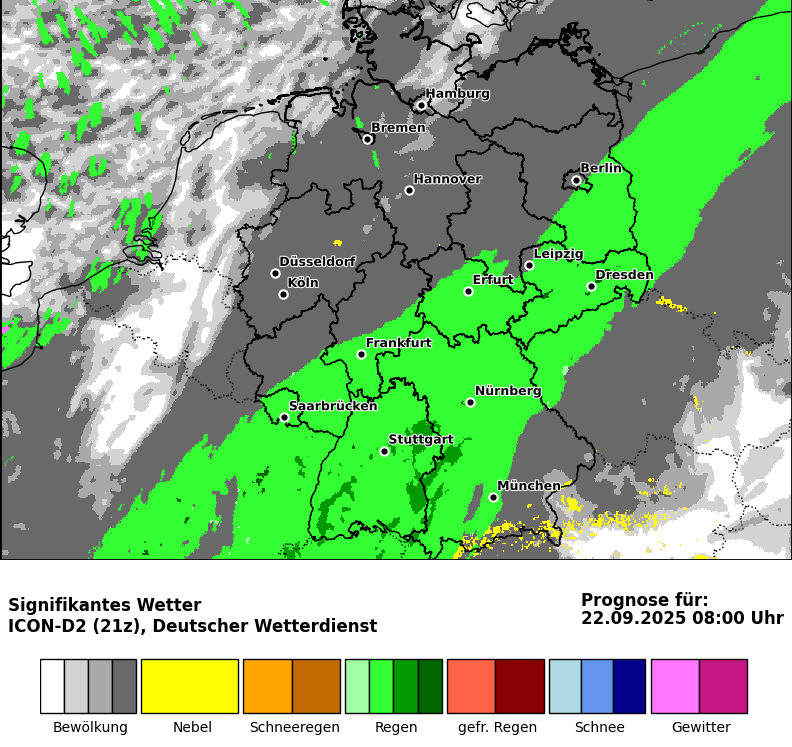 Hamburg
Bremen
Berlin
Hannover
Leipzig
Düsseldorf
Dresden
Köln
Erfurt
Frankfurt
Nürnberg
Saarbrücken
Stuttgart
München
Signifikantes Wetter
ICON-D2 (21z), Deutscher Wetterdienst
Prognose für:
22.09.2025 08:00 Uhr
Bewölkung Nebel Schneeregen Regen gefr. Regen Schnee Gewitter